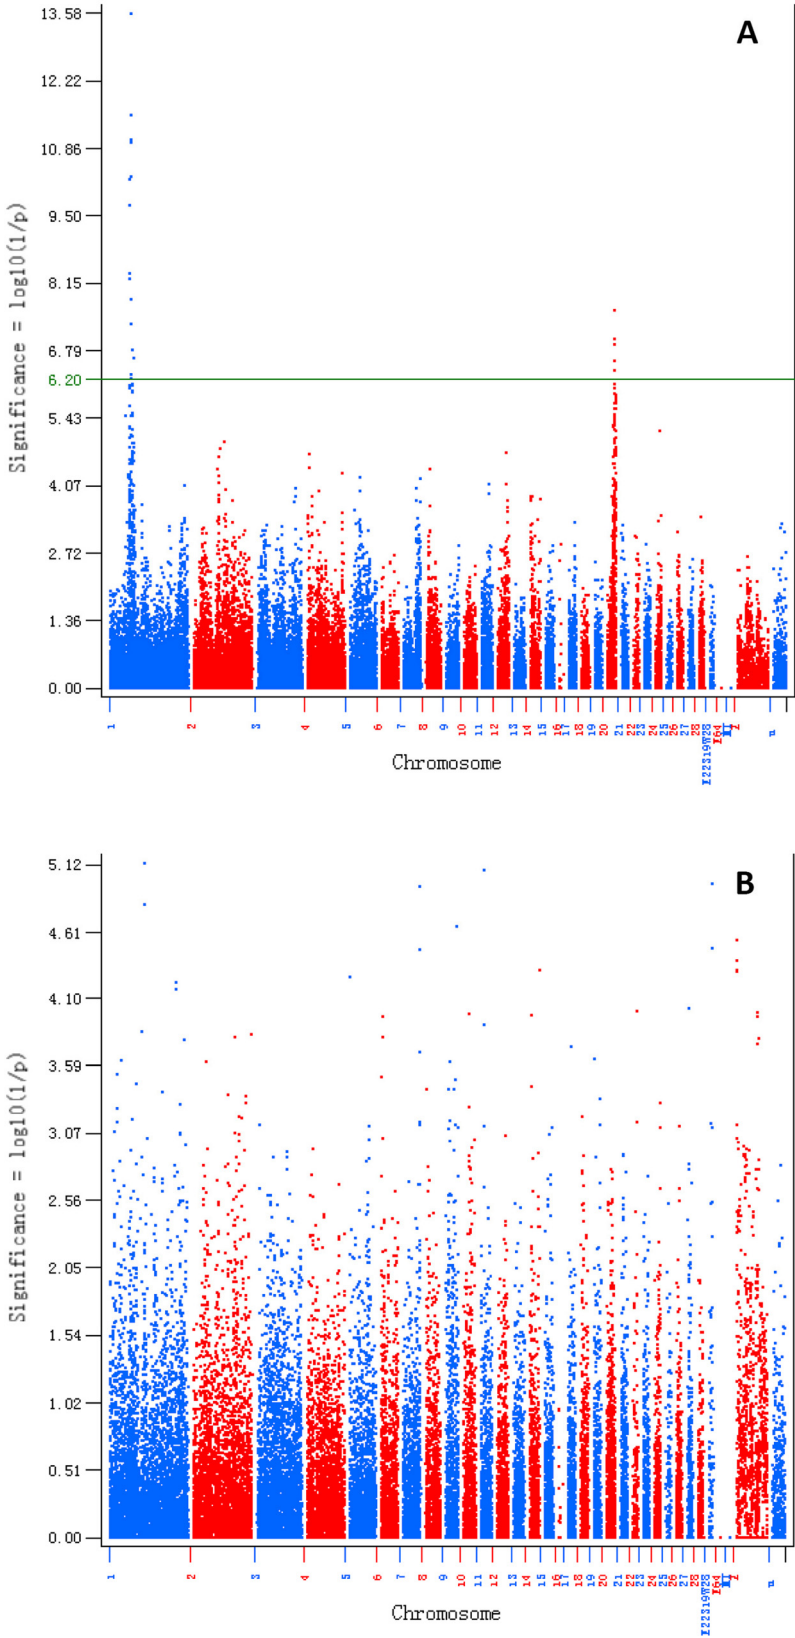 A
13.58
12.22
10.86
9.50
8.15
6.79
6.20
5.43
4.07
2.72
1.36
0.00
Significance = log10(1/p)
1 2 3 4 5 6 7 8 9 10 11 12 13 14 15 16 17 18 19 20 21 22 23 24 25 26 27 28 E22C19W28 E64 Z u
Chromosome
B
5.12
4.61
4.10
3.59
3.07
2.56
2.05
1.54
1.02
0.51
0.00
Significance = log10(1/p)
1 2 3 4 5 6 7 8 9 10 11 12 13 14 15 16 17 18 19 20 21 22 23 24 25 26 27 28 E22C19W28 E64 Z u
Chromosome